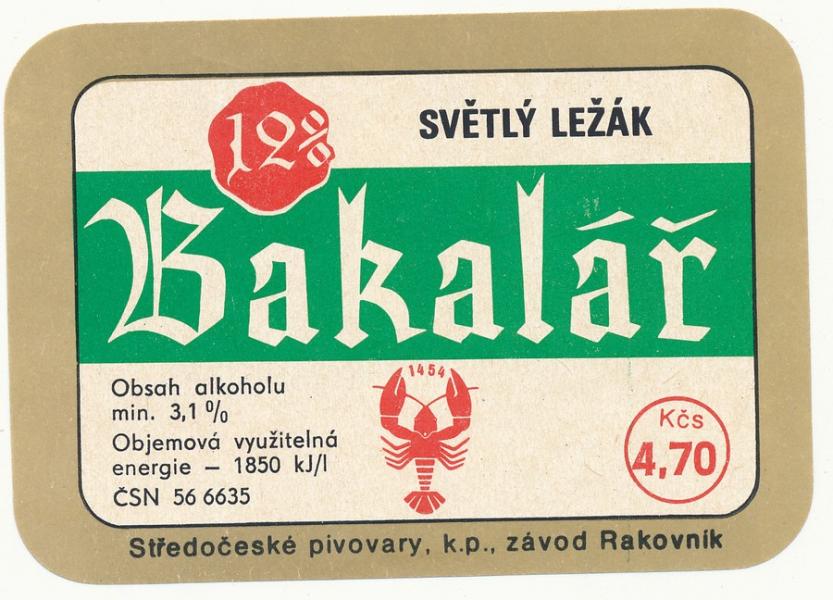 12%
SVĚTLÝ LEŽÁK
Bakalář
1454
Obsah alkoholu
min. 3,1 %
Objemová využitelná
energie – 1850 kJ/l
ČSN 56 6635
Kčs
4,70
Středočeské pivovary, k.p., závod Rakovník